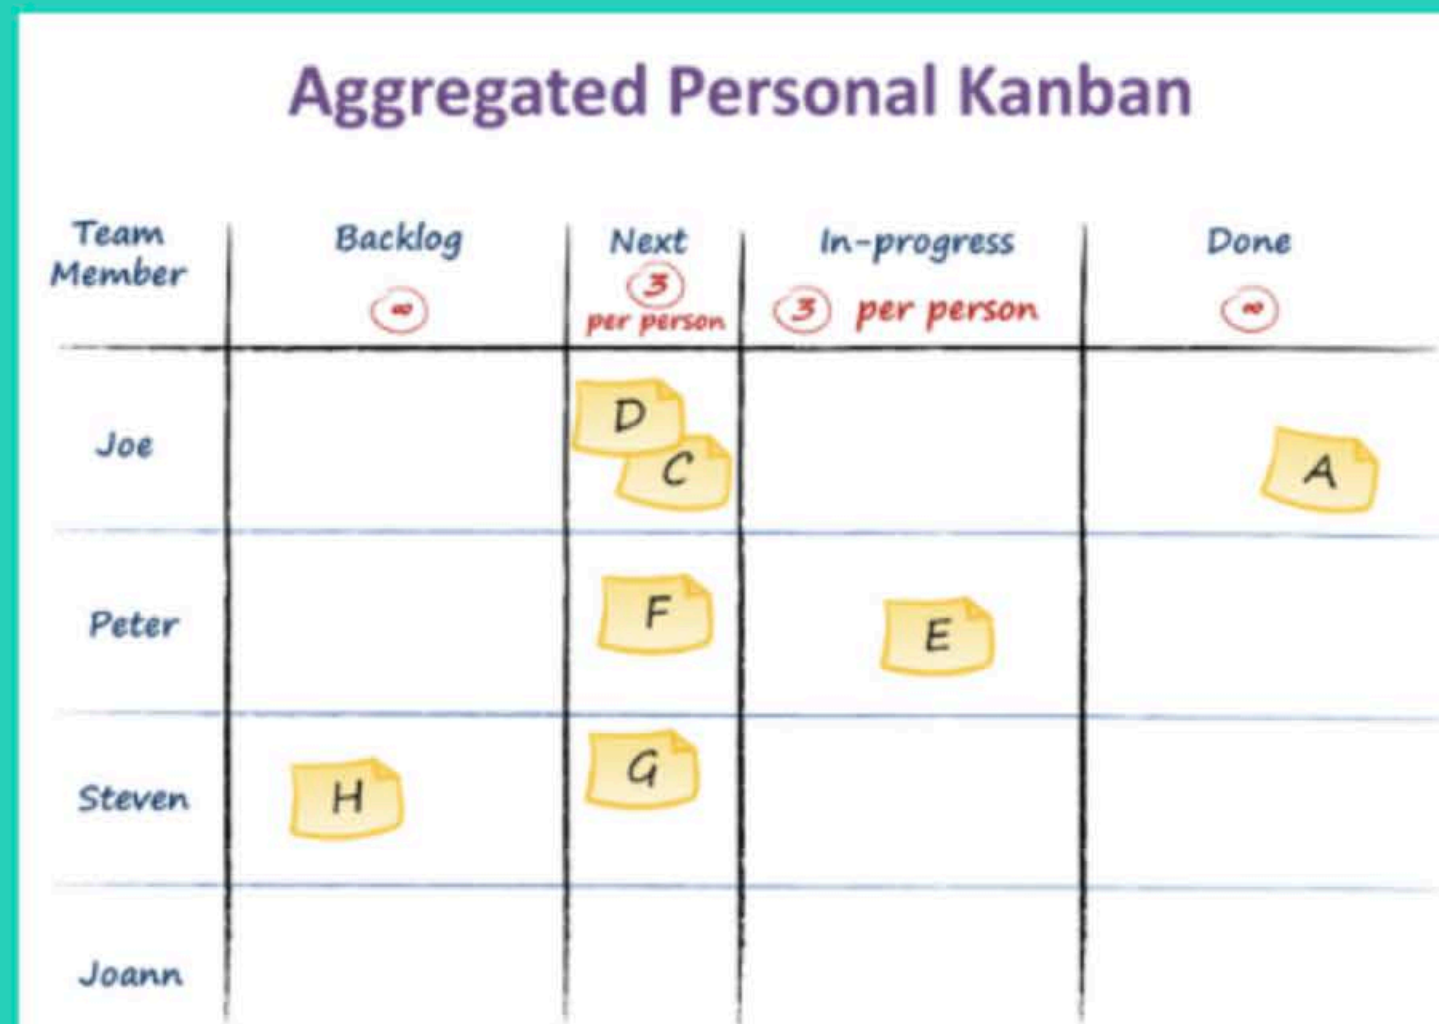 Aggregated Personal Kanban
Team Member
Backlog
∞
Next
3
per person
In-progress
3 per person
Done
∞
Joe
D
C
A
Peter
F
E
Steven
H
G
Joann